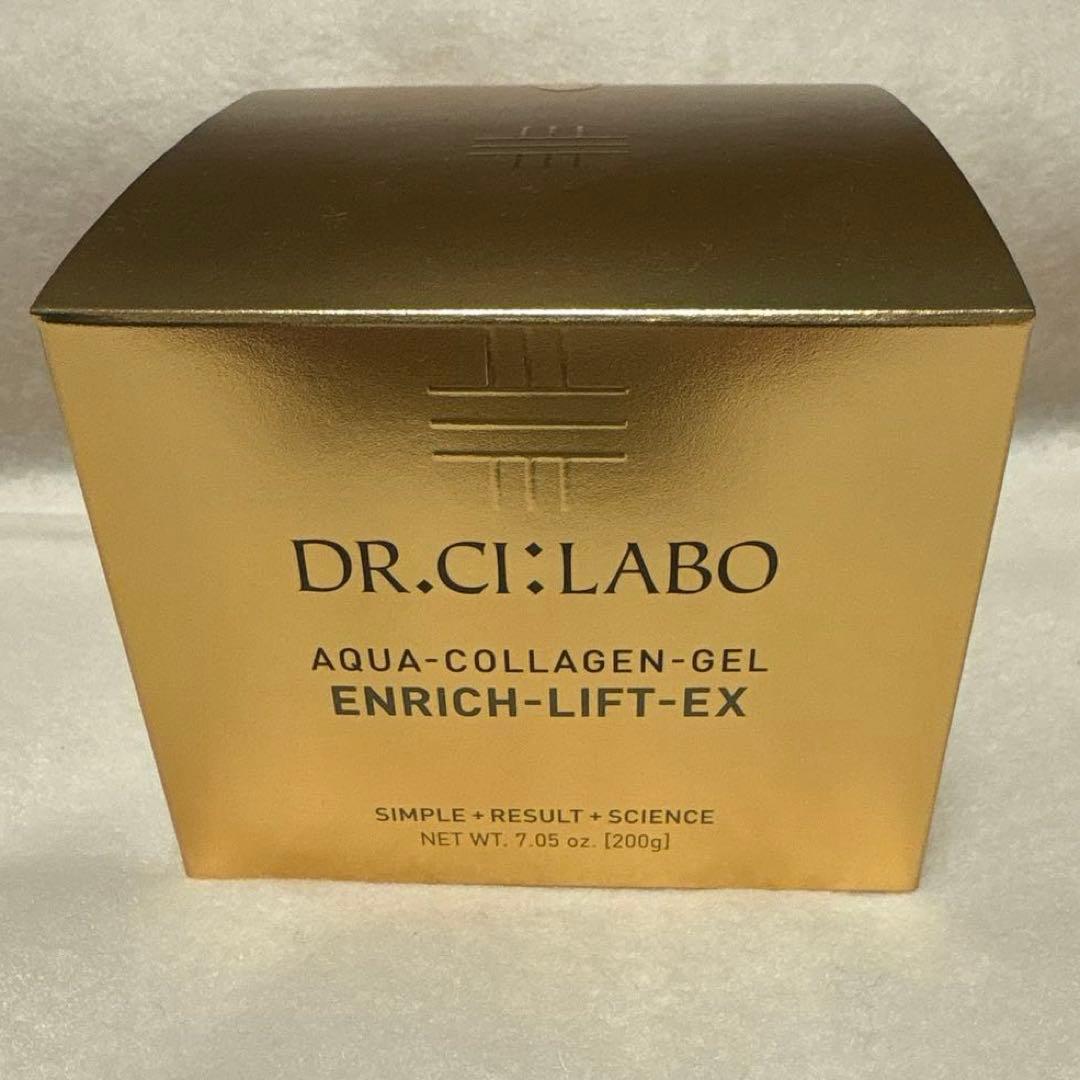 DR.CI:LABO
AQUA-COLLAGEN-GEL
ENRICH-LIFT-EX
SIMPLE + RESULT + SCIENCE
NET WT. 7.05 oz. [200g]